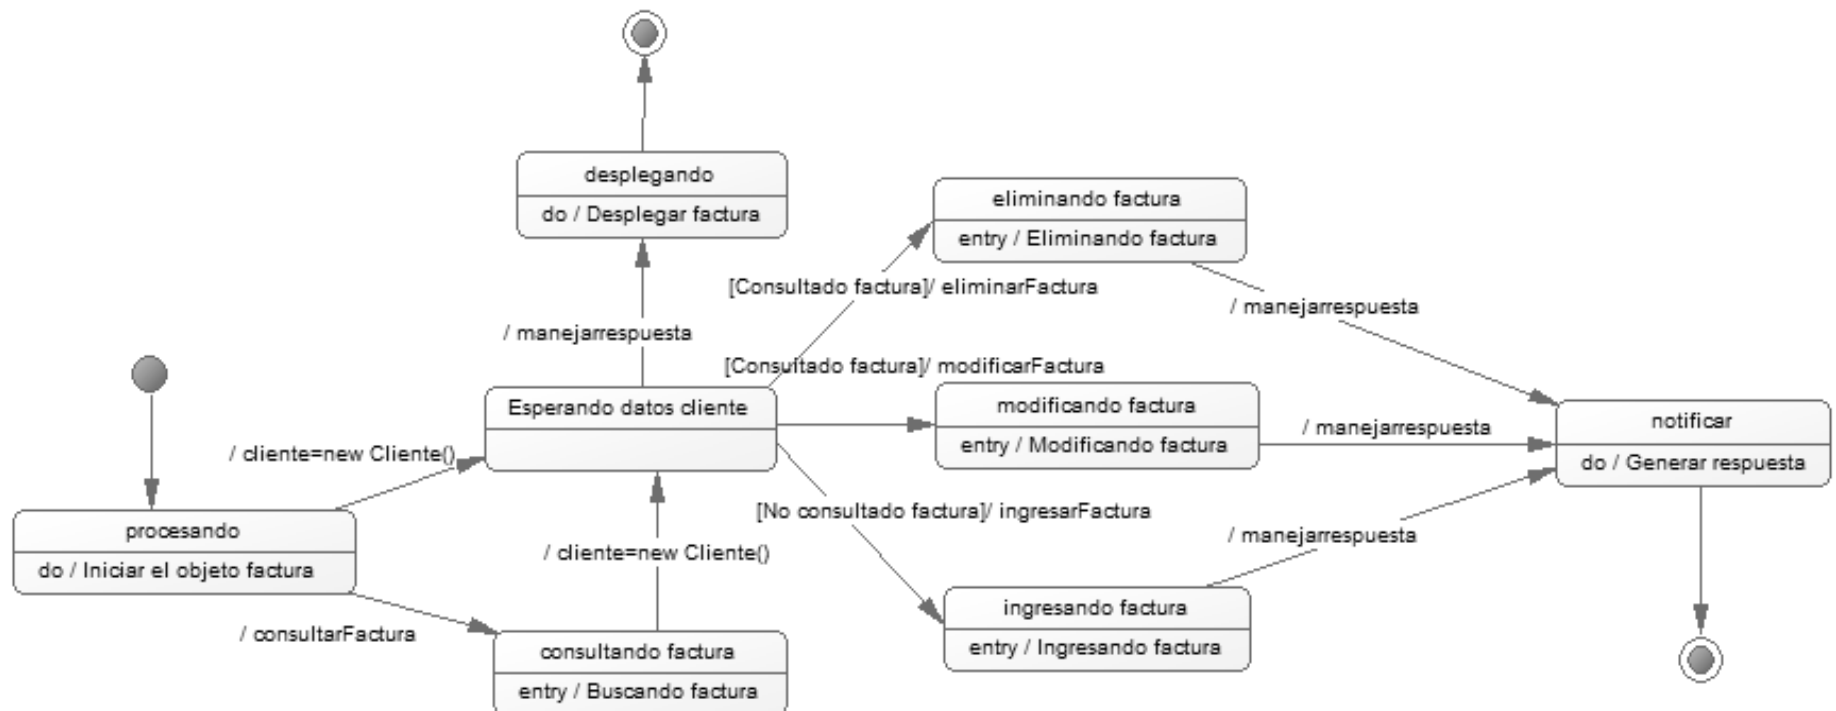 desplegando
do / Desplegar factura
eliminando factura
entry / Eliminando factura
[Consultado factura]/ eliminarFactura
/ manejarrespuesta
/ manejarrespuesta
[Consultado factura]/ modificarFactura
Esperando datos cliente
modificando factura
entry / Modificando factura
/ manejarrespuesta
notificar
do / Generar respuesta
/ cliente=new Cliente()
procesando
do / Iniciar el objeto factura
[No consultado factura]/ ingresarFactura
/ manejarrespuesta
/ cliente=new Cliente()
/ consultarFactura
consultando factura
entry / Buscando factura
ingresando factura
entry / Ingresando factura